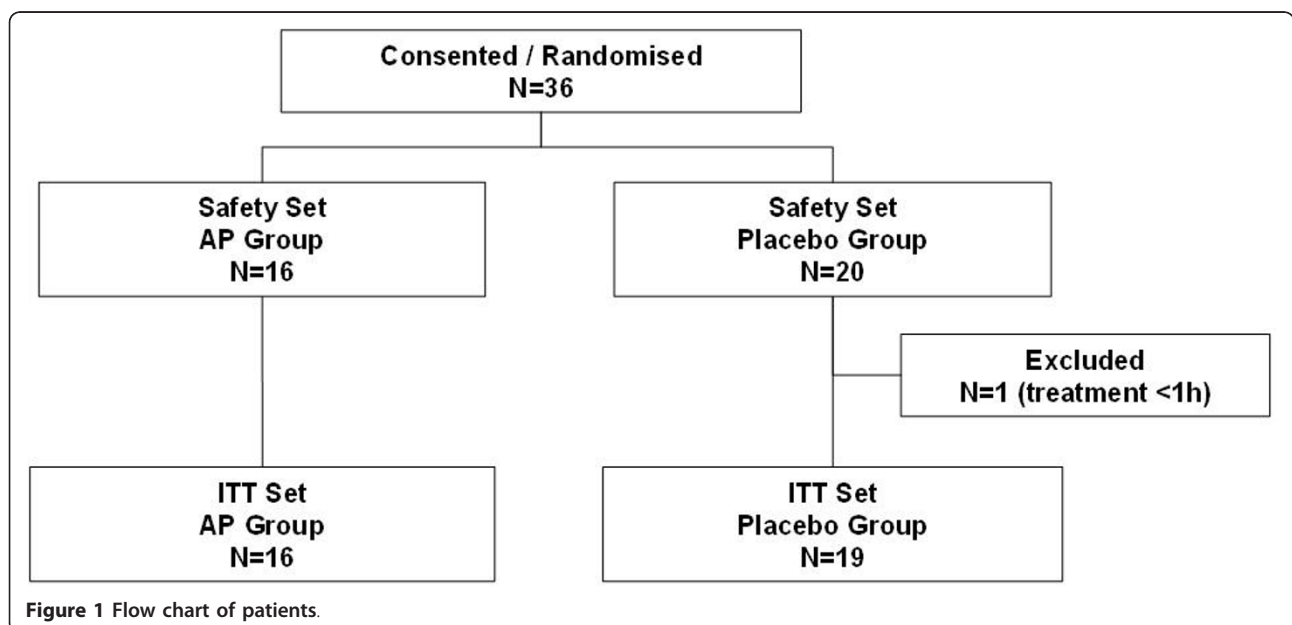 Consented / Randomised
N=36
Safety Set
AP Group
N=16
Safety Set
Placebo Group
N=20
Excluded
N=1 (treatment <1h)
ITT Set
AP Group
N=16
ITT Set
Placebo Group
N=19
Figure 1 Flow chart of patients.